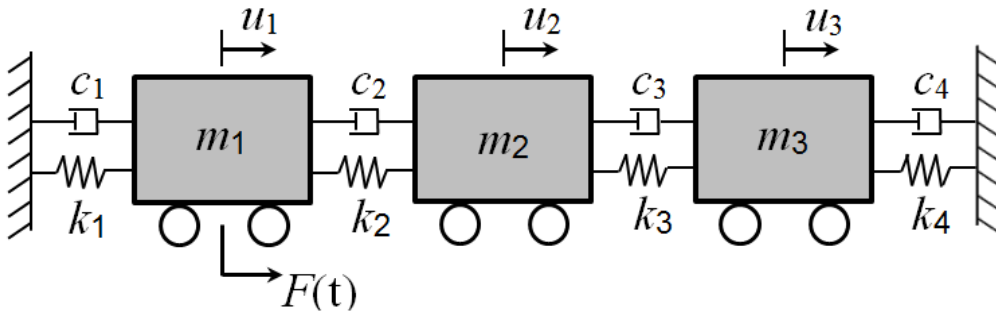 u₁ u₂ u₃
c₁ c₂ c₃ c₄
m₁ m₂ m₃
k₁ k₂ k₃ k₄
F(t)